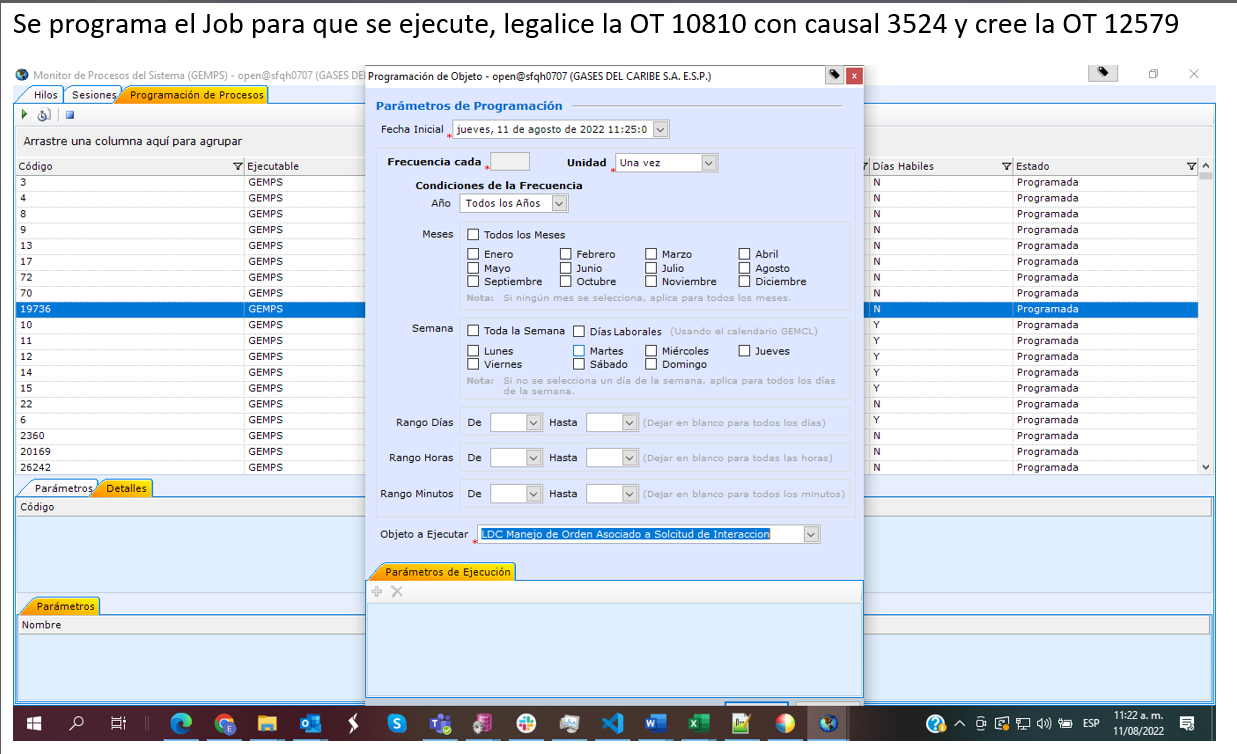 Se programa el Job para que se ejecute, legalice la OT 10810 con causal 3524 y cree la OT 12579
Monitor de Procesos del Sistema (GEMPS) - open@sfqh0707 (GASES DE
Hilos Sesiones Programación de Procesos
Arrastre una columna aquí para agrupar
Código Ejecutable Días Habiles Estado
3 GEMPS N Programada
4 GEMPS N Programada
8 GEMPS N Programada
9 GEMPS N Programada
13 GEMPS N Programada
17 GEMPS N Programada
72 GEMPS N Programada
70 GEMPS N Programada
19736 GEMPS N Programada
10 GEMPS Y Programada
11 GEMPS Y Programada
12 GEMPS Y Programada
14 GEMPS Y Programada
15 GEMPS Y Programada
22 GEMPS N Programada
6 GEMPS Y Programada
2360 GEMPS N Programada
20169 GEMPS N Programada
26242 GEMPS N Programada
Parámetros Detalles
Código
Parámetros
Nombre
Programación de Objeto - open@sfqh0707 (GASES DEL CARIBE S.A. E.S.P.)
Parámetros de Programación
Fecha Inicial * jueves, 11 de agosto de 2022 11:25:0
Frecuencia cada * Unidad * Una vez
Condiciones de la Frecuencia
Año Todos los Años
Meses Todos los Meses
Enero Febrero Marzo Abril
Mayo Junio Julio Agosto
Septiembre Octubre Noviembre Diciembre
Nota: Si ningún mes se selecciona, aplica para todos los meses.
Semana Toda la Semana Días Laborales (Usando el calendario GEMCL)
Lunes Martes Miércoles Jueves
Viernes Sábado Domingo
Nota: Si no se selecciona un día de la semana, aplica para todos los días
de la semana.
Rango Días De Hasta (Dejar en blanco para todos los días)
Rango Horas De Hasta (Dejar en blanco para todas las horas)
Rango Minutos De Hasta (Dejar en blanco para todos los minutos)
Objeto a Ejecutar * LDC Manejo de Orden Asociado a Solcitud de Interaccion
Parámetros de Ejecución
ESP
11:22 a. m.
11/08/2022